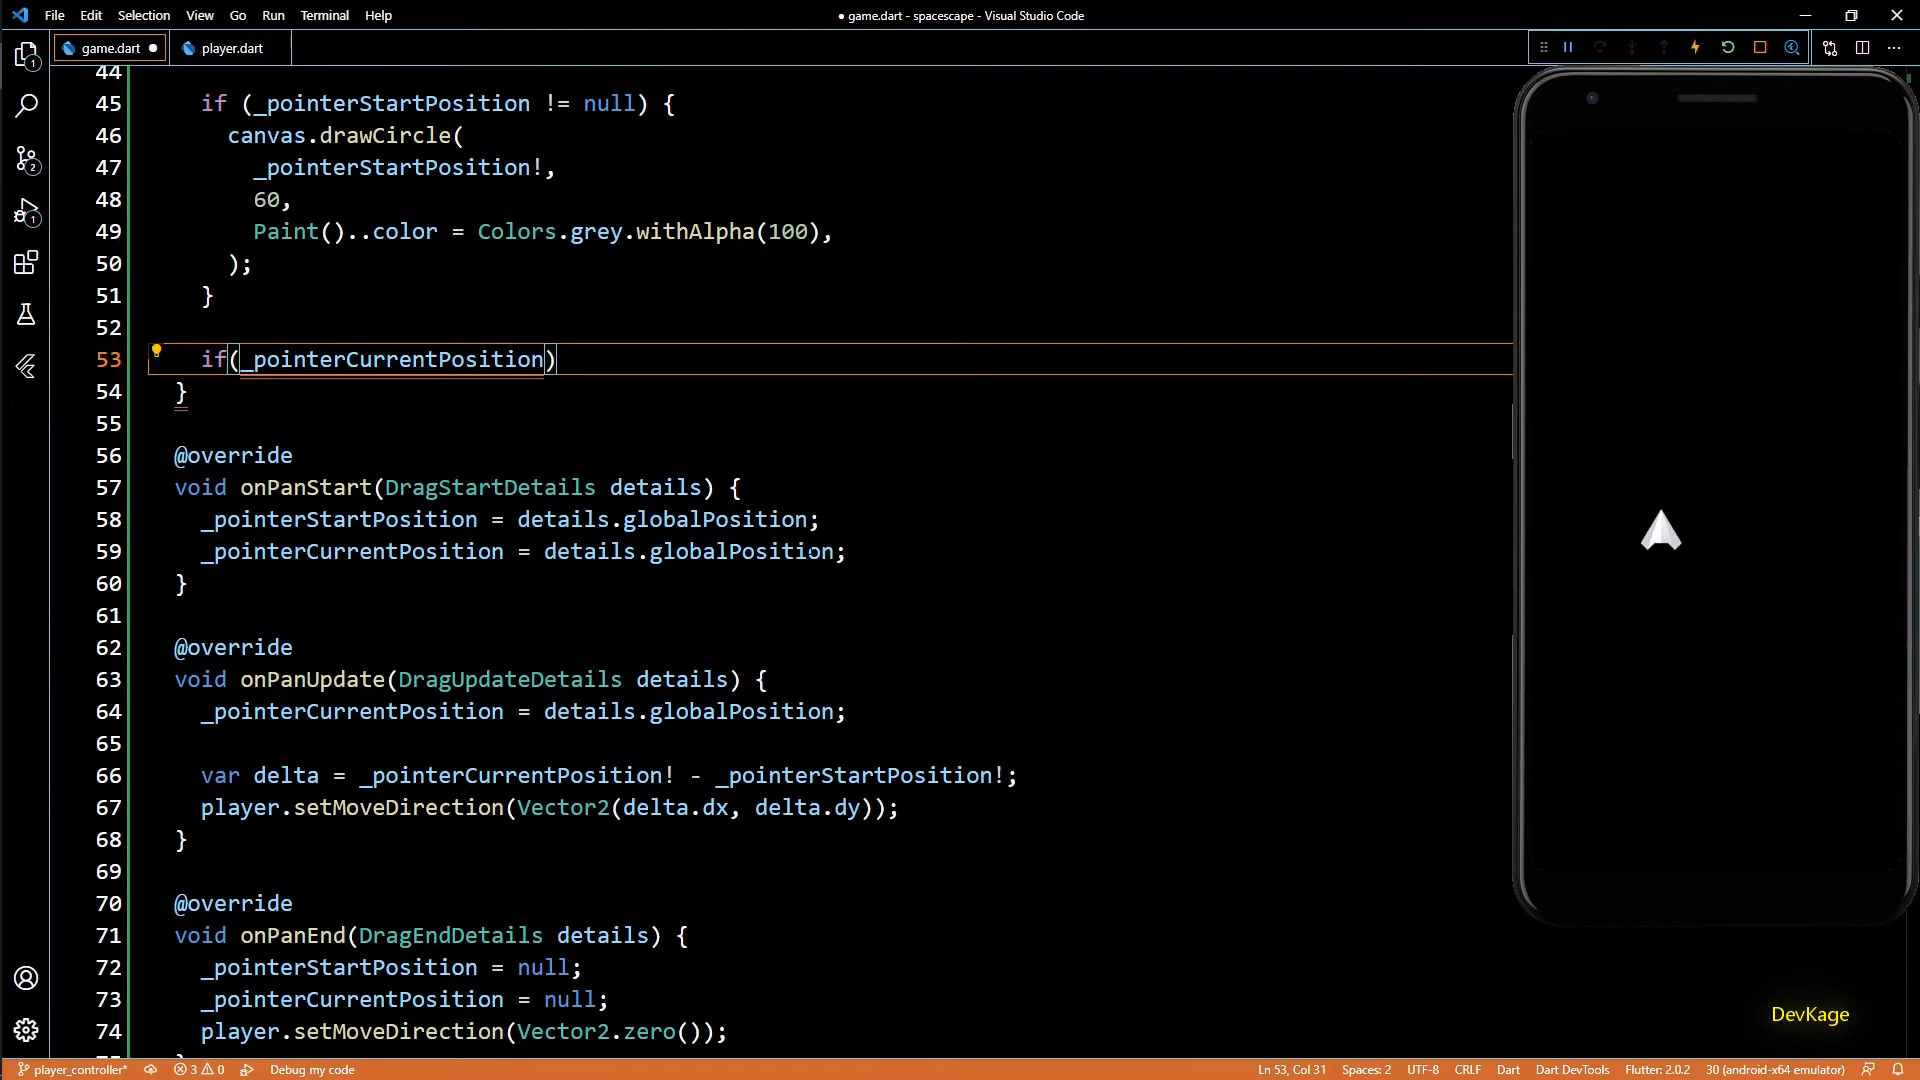 File Edit Selection View Go Run Terminal Help
● game.dart - spacescape - Visual Studio Code
game.dart ●
player.dart
1
2
1
44
45 if (_pointerStartPosition != null) {
46 canvas.drawCircle(
47 _pointerStartPosition!,
48 60,
49 Paint()..color = Colors.grey.withAlpha(100),
50 );
51 }
52
53 if(_pointerCurrentPosition)
54 }
55
56 @override
57 void onPanStart(DragStartDetails details) {
58 _pointerStartPosition = details.globalPosition;
59 _pointerCurrentPosition = details.globalPosition;
60 }
61
62 @override
63 void onPanUpdate(DragUpdateDetails details) {
64 _pointerCurrentPosition = details.globalPosition;
65
66 var delta = _pointerCurrentPosition! - _pointerStartPosition!;
67 player.setMoveDirection(Vector2(delta.dx, delta.dy));
68 }
69
70 @override
71 void onPanEnd(DragEndDetails details) {
72 _pointerStartPosition = null;
73 _pointerCurrentPosition = null;
74 player.setMoveDirection(Vector2.zero());
DevKage
player_controller* 3 0 Debug my code
Ln 53, Col 31 Spaces: 2 UTF-8 CRLF Dart Dart DevTools Flutter: 2.0.2 30 (android-x64 emulator)